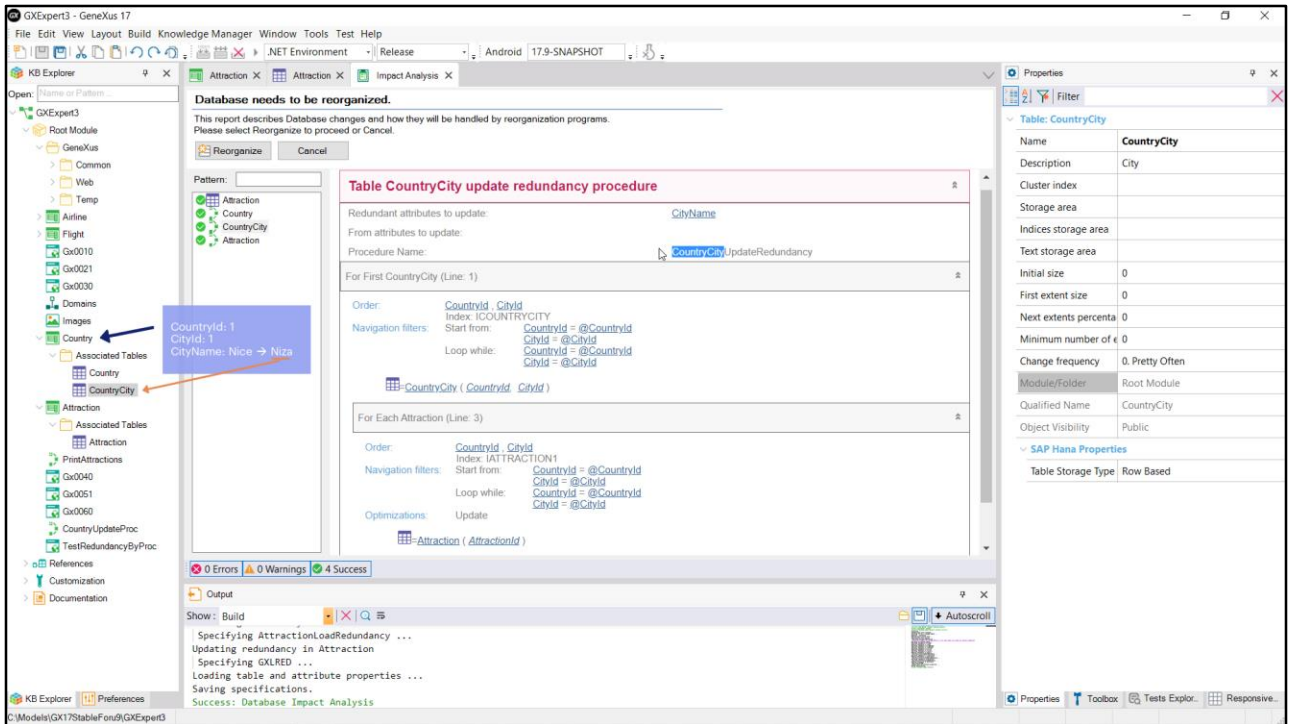 GXExpert3 - GeneXus 17
File Edit View Layout Build Knowledge Manager Window Tools Test Help
.NET Environment Release Android 17.9-SNAPSHOT
KB Explorer
Open: Name or Pattern...
GXExpert3
Root Module
GeneXus
Common
Web
Temp
Airline
Flight
Gx0010
Gx0021
Gx0030
Domains
Images
Country
Associated Tables
Country
CountryCity
Attraction
Associated Tables
Attraction
PrintAttractions
Gx0040
Gx0051
Gx0060
CountryUpdateProc
TestRedundancyByProc
References
Customization
Documentation
KB Explorer Preferences
CountryId: 1
CityId: 1
CityName: Nice → Niza
Attraction Attraction Impact Analysis
Database needs to be reorganized.
This report describes Database changes and how they will be handled by reorganization programs.
Please select Reorganize to proceed or Cancel.
Reorganize Cancel
Pattern:
Attraction
Country
CountryCity
Attraction
Table CountryCity update redundancy procedure
Redundant attributes to update: CityName
From attributes to update:
Procedure Name: CountryCityUpdateRedundancy
For First CountryCity (Line: 1)
Order: CountryId , CityId
Index: ICOUNTRYCITY
Navigation filters: Start from: CountryId = @CountryId
CityId = @CityId
Loop while: CountryId = @CountryId
CityId = @CityId
=CountryCity ( CountryId, CityId )
For Each Attraction (Line: 3)
Order: CountryId , CityId
Index: IATTRACTION1
Navigation filters: Start from: CountryId = @CountryId
CityId = @CityId
Loop while: CountryId = @CountryId
CityId = @CityId
Optimizations: Update
=Attraction ( AttractionId )
0 Errors 0 Warnings 4 Success
Output
Show: Build Autoscroll
Specifying AttractionLoadRedundancy ...
Updating redundancy in Attraction
Specifying GXLRED ...
Loading table and attribute properties ...
Saving specifications.
Success: Database Impact Analysis
Properties
Filter
Table: CountryCity
Name CountryCity
Description City
Cluster index
Storage area
Indices storage area
Text storage area
Initial size 0
First extent size 0
Next extents percenta 0
Minimum number of e 0
Change frequency 0. Pretty Often
Module/Folder Root Module
Qualified Name CountryCity
Object Visibility Public
SAP Hana Properties
Table Storage Type Row Based
Properties Toolbox Tests Explor... Responsive...
C:\Models\GX17StableForu9\GXExpert3